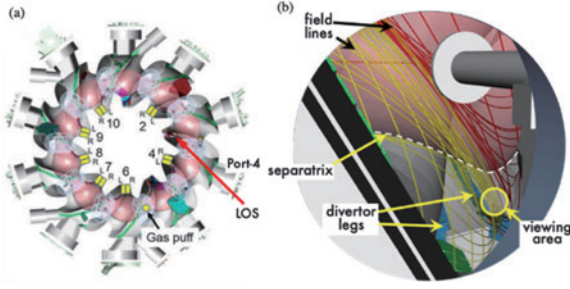 (a)
10
2
R
L
9
R
8
L
R
7
L
R
6
L
R
4
R
L
Port-4
LOS
Gas puff
(b)
field
lines
separatrix
divertor
legs
viewing
area